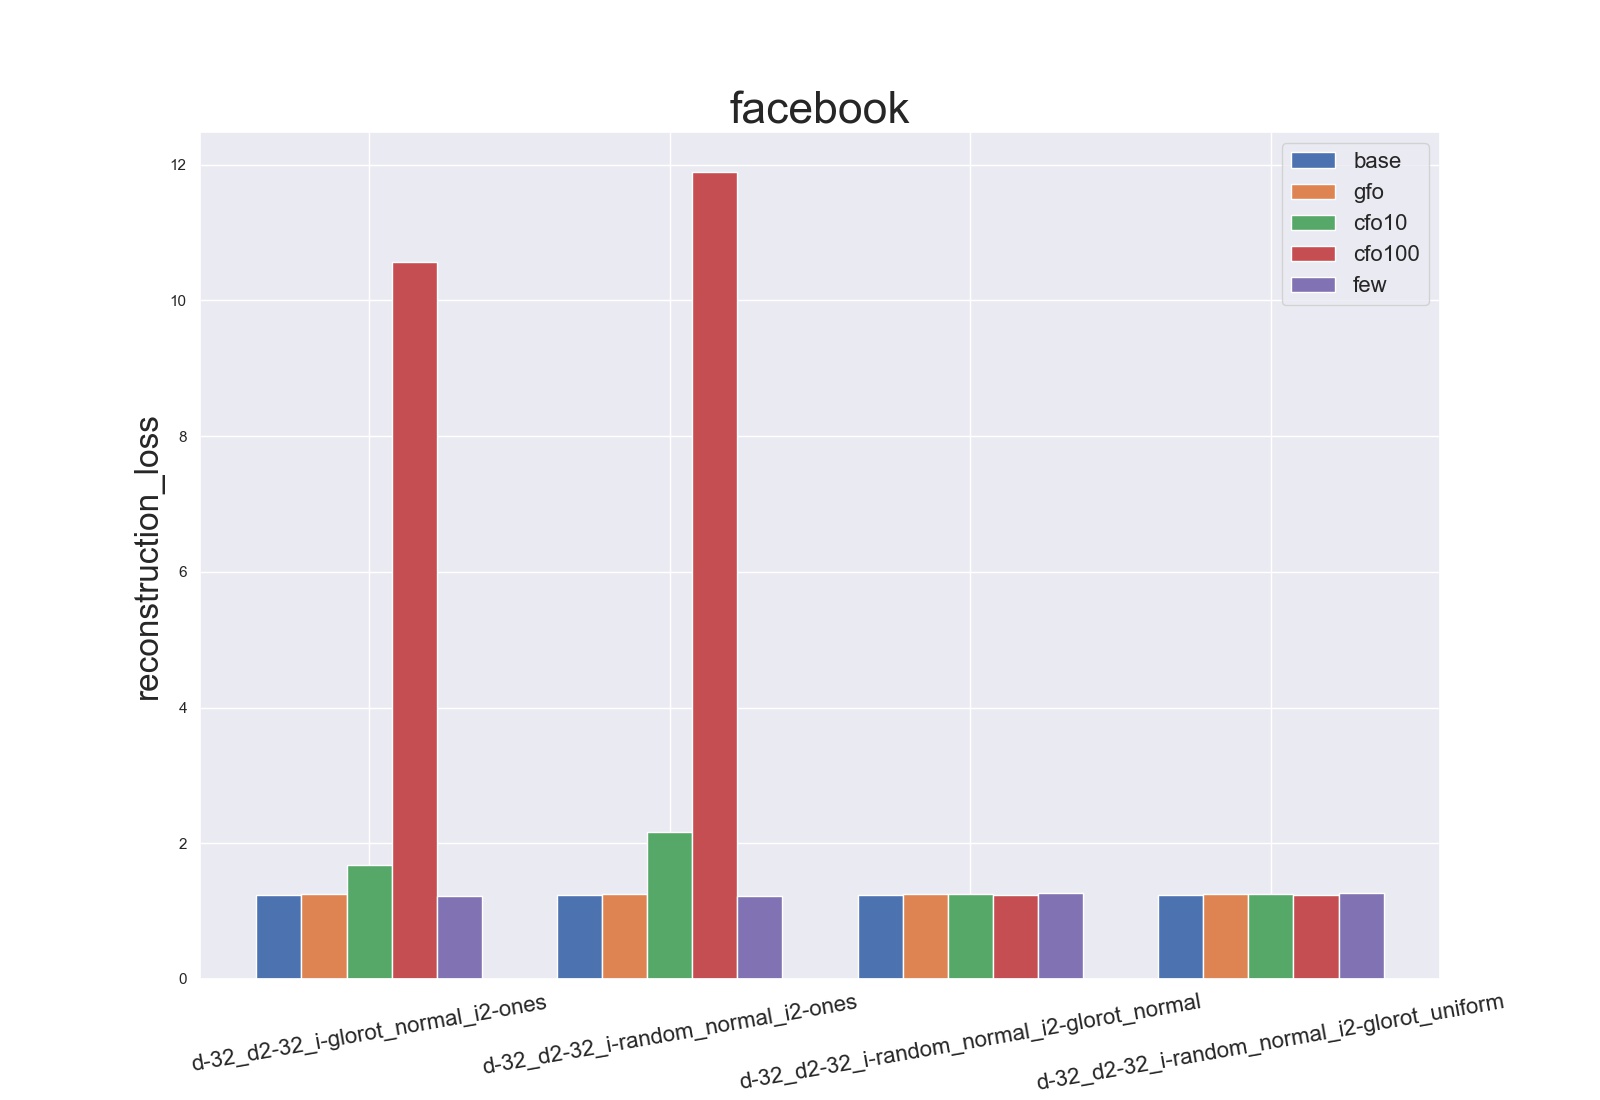 facebook
reconstruction_loss
12
10
8
6
4
2
0
base
gfo
cfo10
cfo100
few
d-32_d2-32_i-glorot_normal_i2-ones
d-32_d2-32_i-random_normal_i2-ones
d-32_d2-32_i-random_normal_i2-glorot_normal
d-32_d2-32_i-random_normal_i2-glorot_uniform